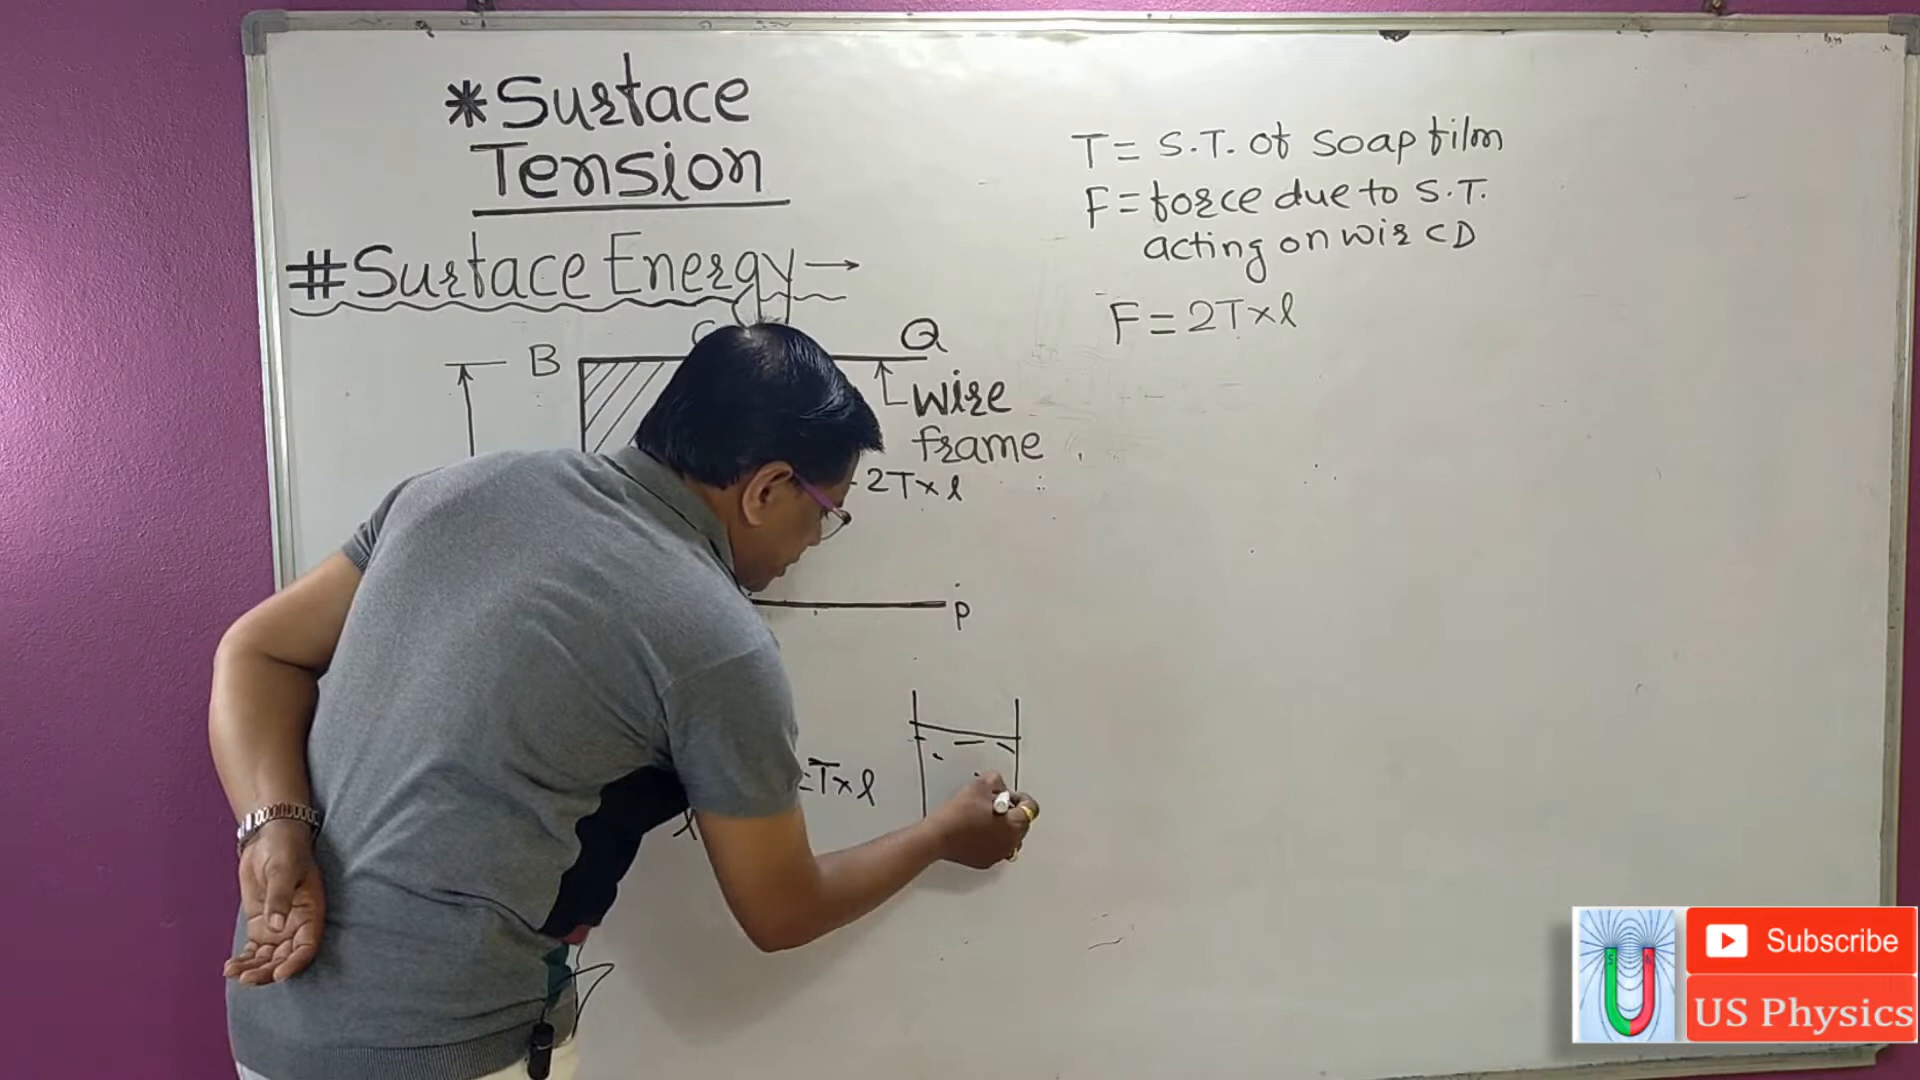 *Surface
Tension
#Surface Energy→
B
Q
wire
frame
2T×l
P
=T×l
l
T = S.T. of soap film
F = force due to S.T.
acting on wir CD
F = 2T×l
Subscribe
US Physics